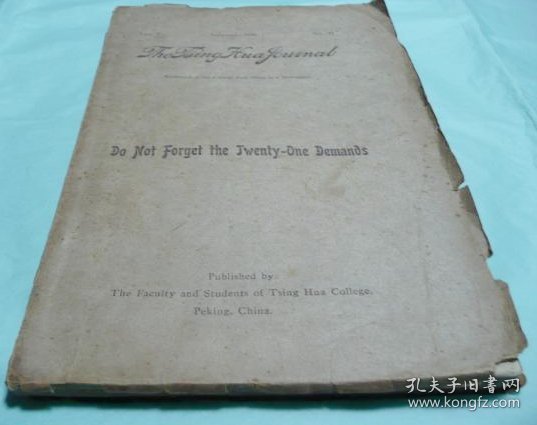 The Tsing Hua Journal
Do Not Forget the Twenty-One Demands
Published by
The Faculty and Students of Tsing Hua College,
Peking, China.
孔夫子旧书网
www.kongfz.com